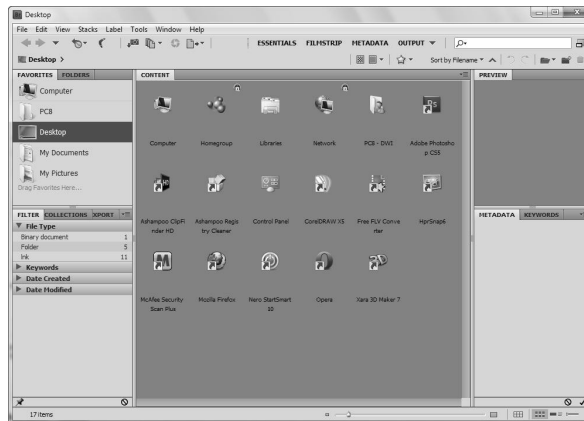 Desktop
File Edit View Stacks Label Tools Window Help
ESSENTIALS FILMSTRIP METADATA OUTPUT
Desktop
Sort by Filename
FAVORITES FOLDERS
Computer
PCB
Desktop
My Documents
My Pictures
Drag Favorites Here...
FILTER COLLECTIONS XPORT
File Type
Binary document 1
Folder 5
lnk 11
Keywords
Date Created
Date Modified
CONTENT
Computer
Homegroup
Libraries
Network
PCB - DWI
Adobe Photosho
p CS5
Ashampoo ClipFi
nder HD
Ashampoo Regis
try Cleaner
Control Panel
CorelDRAW X5
Free FLV Conve
rter
HprSnap6
McAfee Security
Scan Plus
Mozilla Firefox
Nero StartSmart
10
Opera
Xara 3D Maker 7
PREVIEW
METADATA KEYWORDS
17 items